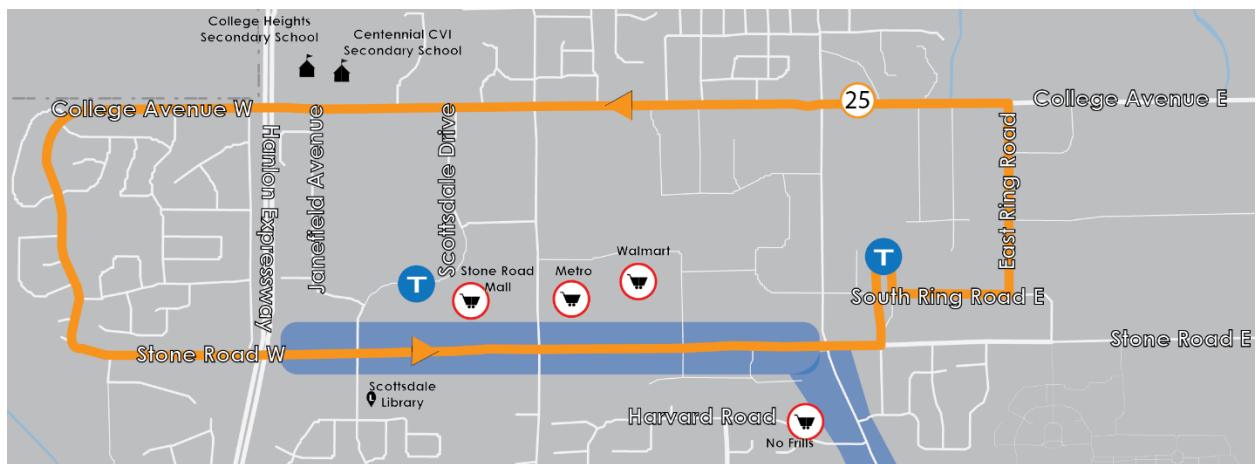 College Heights
Secondary School
Centennial CVI
Secondary School
College Avenue W
25
College Avenue E
Hanlon Expressway
Janefield Avenue
Scottsdale Drive
East Ring Road
T
Stone Road
Mall
Metro
Walmart
T
South Ring Road E
Stone Road W
Stone Road E
Scottsdale
Library
Harvard Road
No Frills